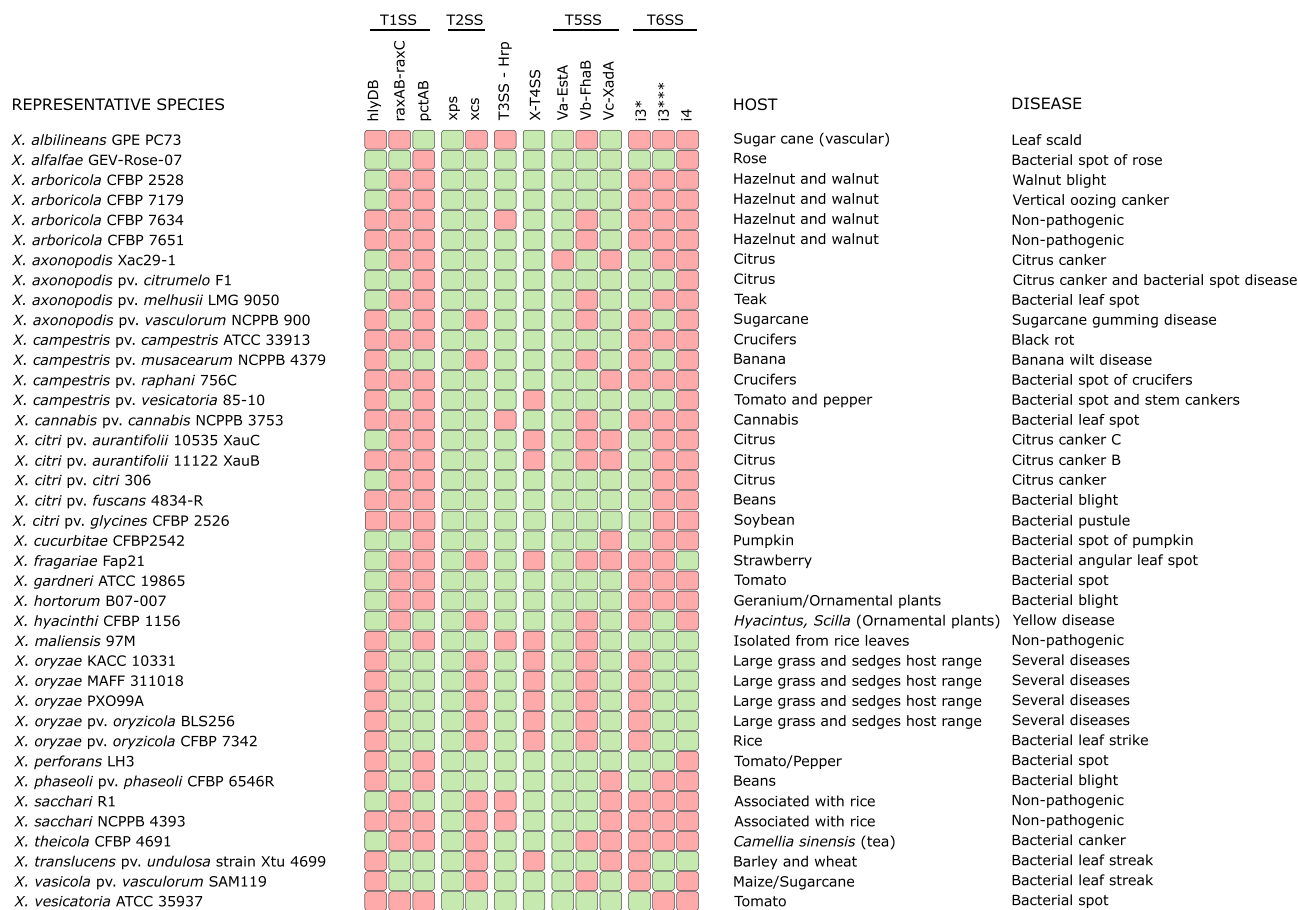 T1SS T2SS T5SS T6SS
REPRESENTATIVE SPECIES hlyDB raxAB-raxC pctAB xps xcs T3SS - Hrp X-T4SS Va-EstA Vb-FhaB Vc-XadA i3* i3*** i4 HOST DISEASE
X. albilineans GPE PC73 Sugar cane (vascular) Leaf scald
X. alfalfae GEV-Rose-07 Rose Bacterial spot of rose
X. arboricola CFBP 2528 Hazelnut and walnut Walnut blight
X. arboricola CFBP 7179 Hazelnut and walnut Vertical oozing canker
X. arboricola CFBP 7634 Hazelnut and walnut Non-pathogenic
X. arboricola CFBP 7651 Hazelnut and walnut Non-pathogenic
X. axonopodis Xac29-1 Citrus Citrus canker
X. axonopodis pv. citrumelo F1 Citrus Citrus canker and bacterial spot disease
X. axonopodis pv. melhusii LMG 9050 Teak Bacterial leaf spot
X. axonopodis pv. vasculorum NCPPB 900 Sugarcane Sugarcane gumming disease
X. campestris pv. campestris ATCC 33913 Crucifers Black rot
X. campestris pv. musacearum NCPPB 4379 Banana Banana wilt disease
X. campestris pv. raphani 756C Crucifers Bacterial spot of crucifers
X. campestris pv. vesicatoria 85-10 Tomato and pepper Bacterial spot and stem cankers
X. cannabis pv. cannabis NCPPB 3753 Cannabis Bacterial leaf spot
X. citri pv. aurantifolii 10535 XauC Citrus Citrus canker C
X. citri pv. aurantifolii 11122 XauB Citrus Citrus canker B
X. citri pv. citri 306 Citrus Citrus canker
X. citri pv. fuscans 4834-R Beans Bacterial blight
X. citri pv. glycines CFBP 2526 Soybean Bacterial pustule
X. cucurbitae CFBP2542 Pumpkin Bacterial spot of pumpkin
X. fragariae Fap21 Strawberry Bacterial angular leaf spot
X. gardneri ATCC 19865 Tomato Bacterial spot
X. hortorum B07-007 Geranium/Ornamental plants Bacterial blight
X. hyacinthi CFBP 1156 Hyacintus, Scilla (Ornamental plants) Yellow disease
X. maliensis 97M Isolated from rice leaves Non-pathogenic
X. oryzae KACC 10331 Large grass and sedges host range Several diseases
X. oryzae MAFF 311018 Large grass and sedges host range Several diseases
X. oryzae PXO99A Large grass and sedges host range Several diseases
X. oryzae pv. oryzicola BLS256 Large grass and sedges host range Several diseases
X. oryzae pv. oryzicola CFBP 7342 Rice Bacterial leaf strike
X. perforans LH3 Tomato/Pepper Bacterial spot
X. phaseoli pv. phaseoli CFBP 6546R Beans Bacterial blight
X. sacchari R1 Associated with rice Non-pathogenic
X. sacchari NCPPB 4393 Associated with rice Non-pathogenic
X. theicola CFBP 4691 Camellia sinensis (tea) Bacterial canker
X. translucens pv. undulosa strain Xtu 4699 Barley and wheat Bacterial leaf streak
X. vasicola pv. vasculorum SAM119 Maize/Sugarcane Bacterial leaf streak
X. vesicatoria ATCC 35937 Tomato Bacterial spot